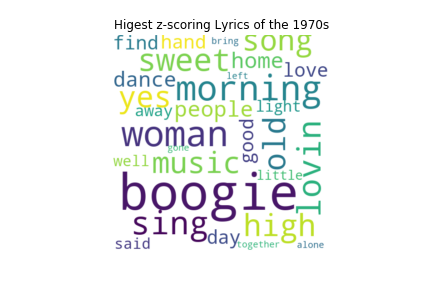 Higest z-scoring Lyrics of the 1970s
find hand bring song
sweet home love
dance left
yes morning
away people light
woman good old lovin
gone
well music little
boogie
sing high
said day together alone